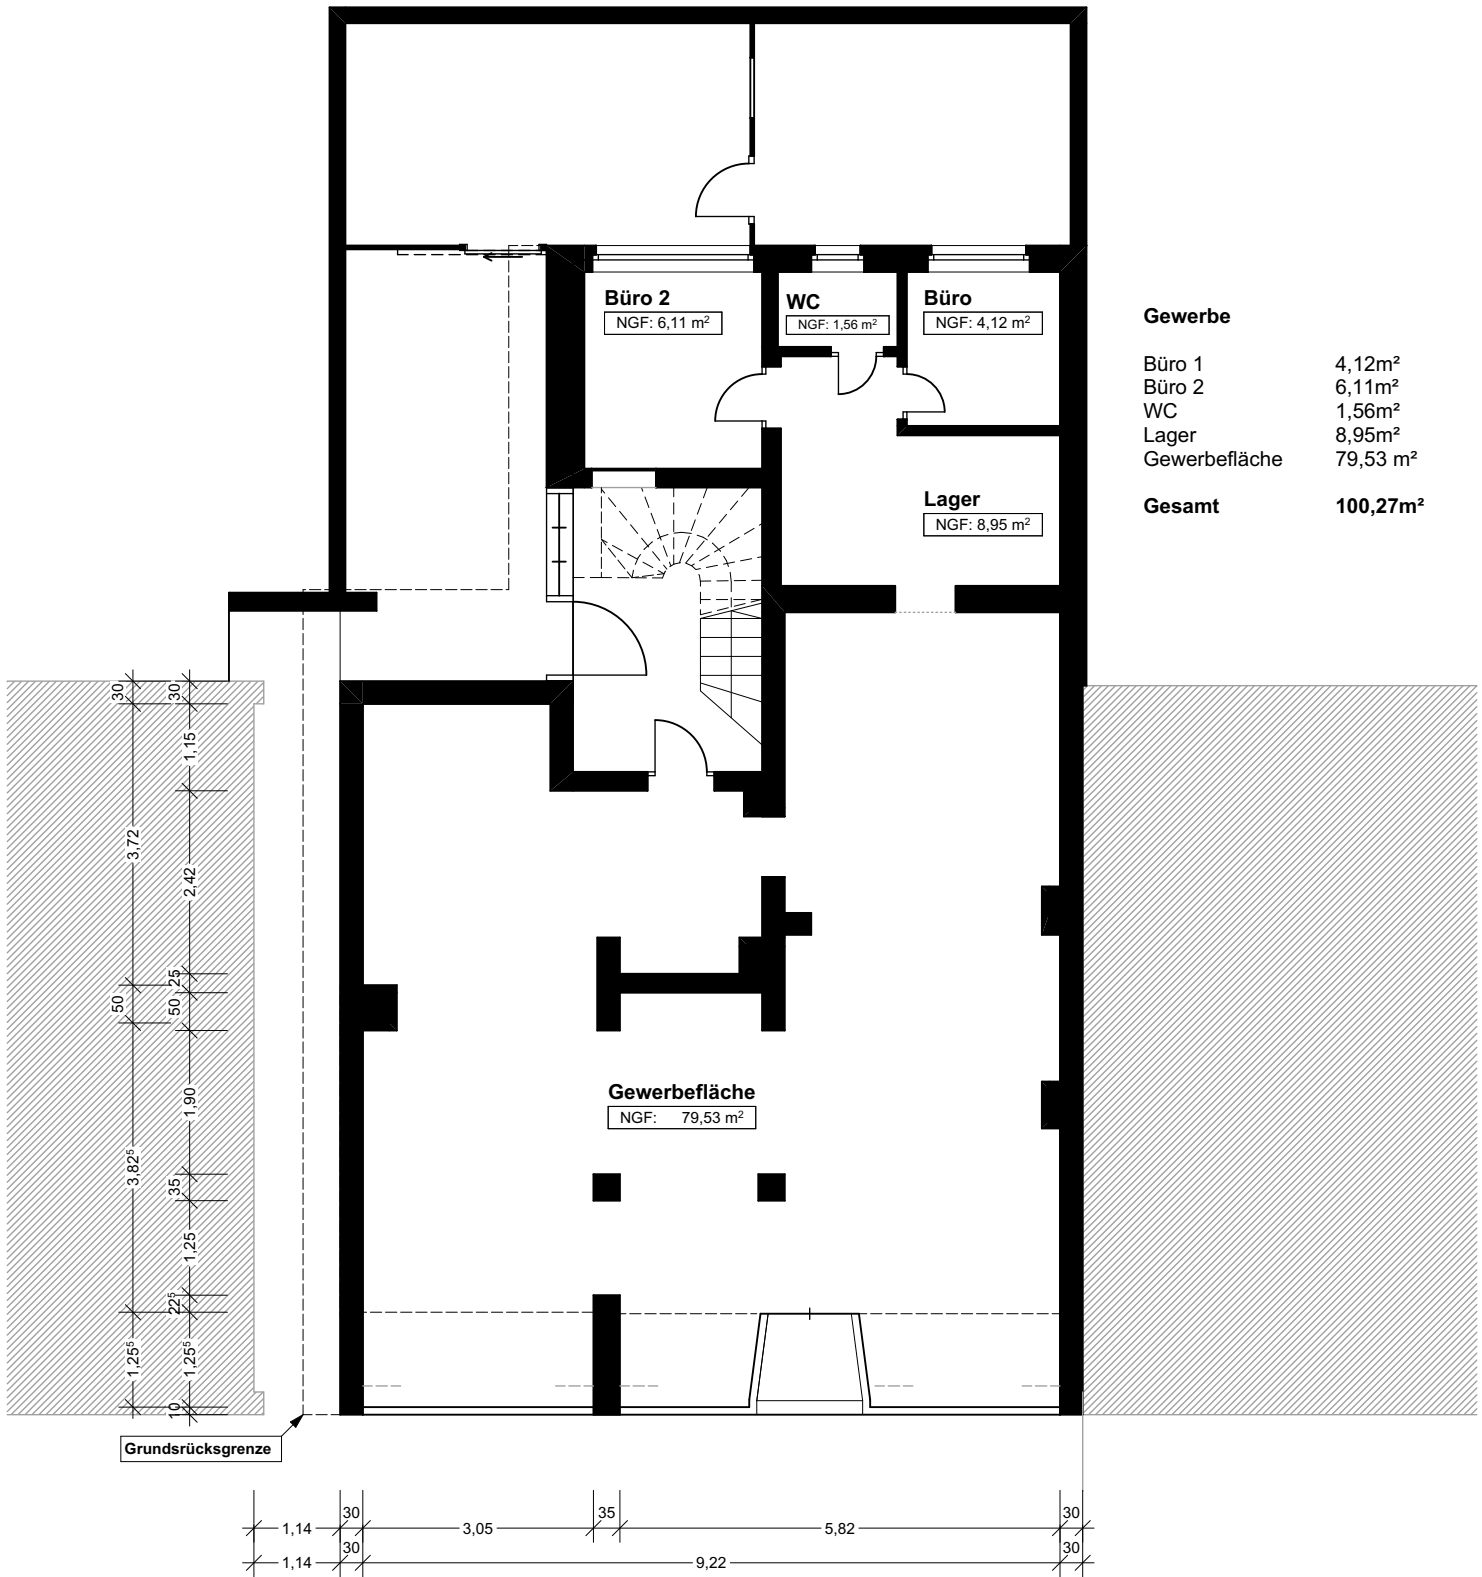 Büro 2
NGF: 6,11 m²
WC
NGF: 1,56 m²
Büro
NGF: 4,12 m²
Gewerbe
Büro 1 4,12m²
Büro 2 6,11m²
WC 1,56m²
Lager 8,95m²
Gewerbefläche 79,53 m²
Gesamt 100,27m²
Lager
NGF: 8,95 m²
30
30
1,15
3,72
2,42
25
50
50
1,90
3,82⁵
35
1,25
22⁵
1,25⁵
1,25⁵
10
Gewerbefläche
NGF: 79,53 m²
Grundsrücksgrenze
1,14 30 3,05 35 5,82 30
1,14 30 9,22 30